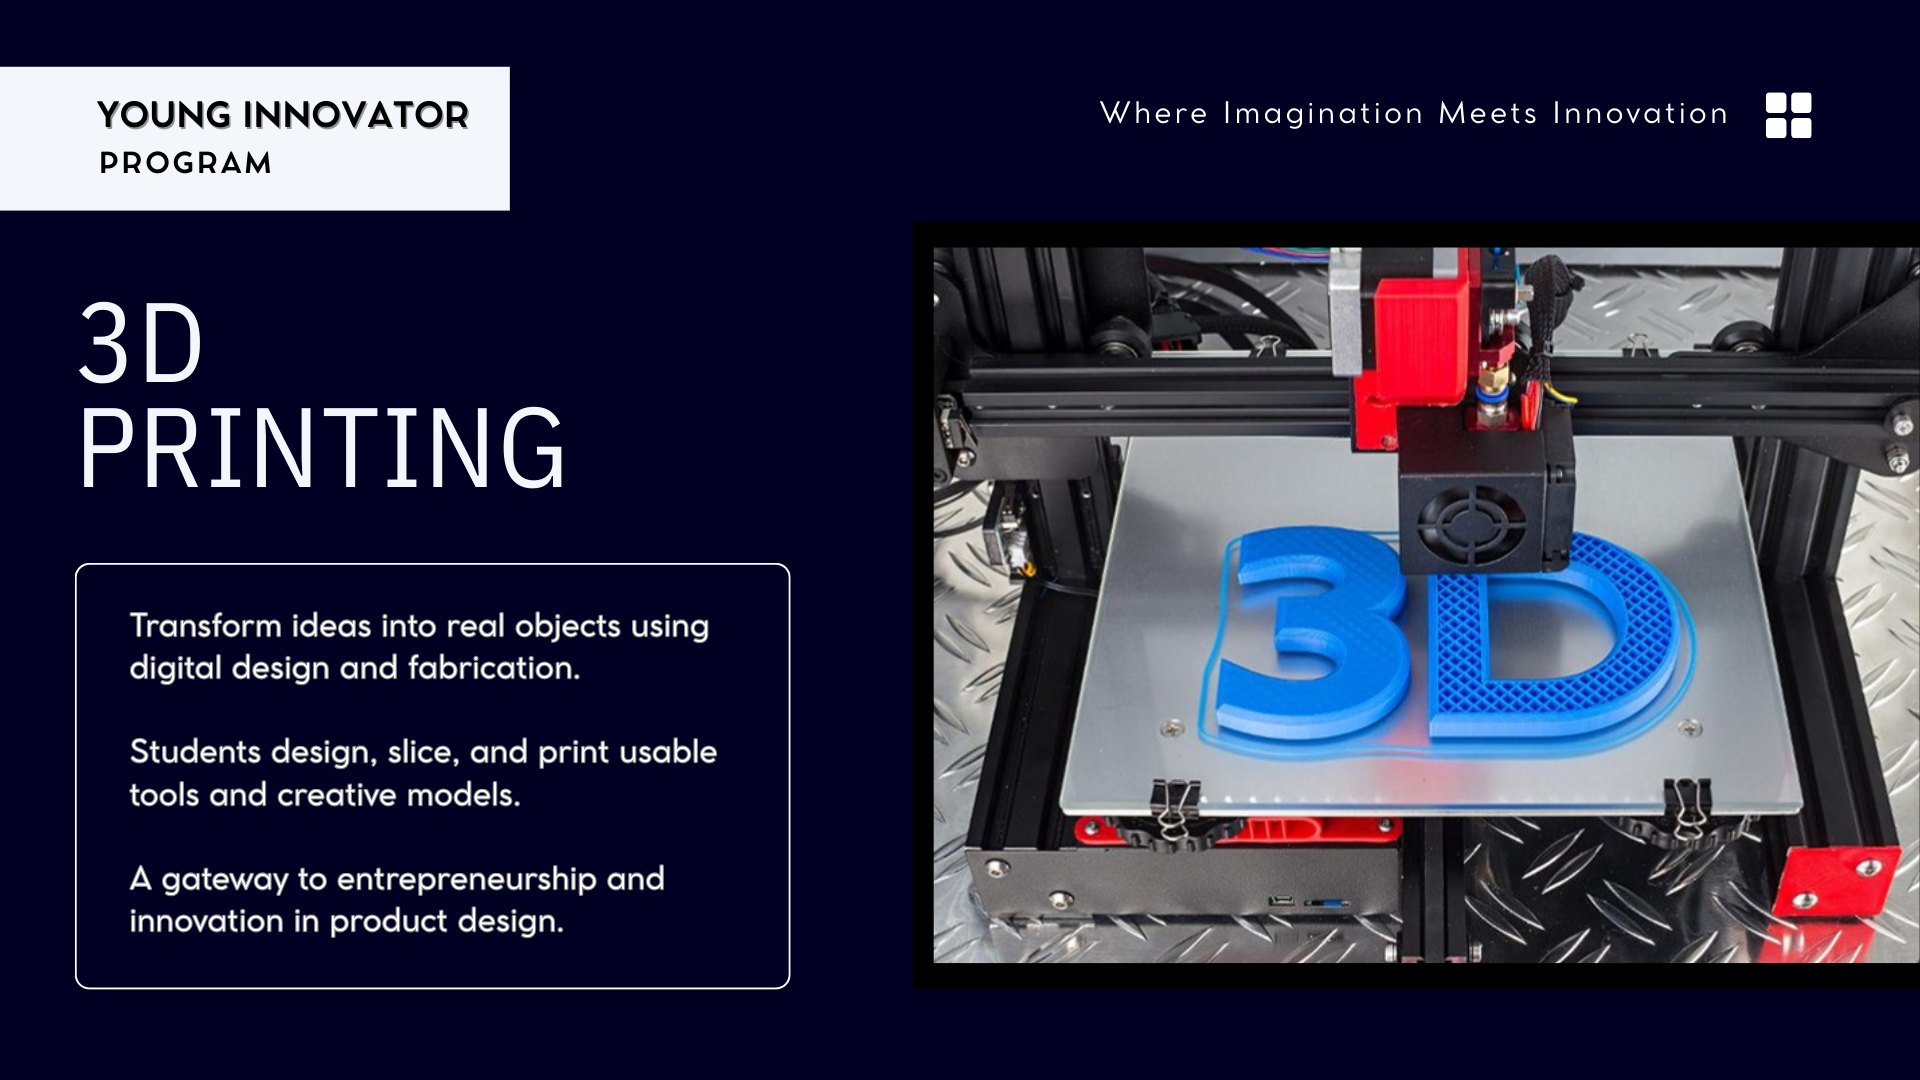 YOUNG INNOVATOR
PROGRAM
Where Imagination Meets Innovation
3D
PRINTING
Transform ideas into real objects using
digital design and fabrication.
Students design, slice, and print usable
tools and creative models.
A gateway to entrepreneurship and
innovation in product design.
3D